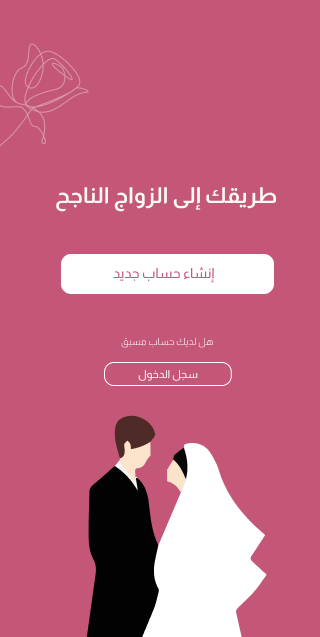 طريقك إلى الزواج الناجح
إنشاء حساب جديد
هل لديك حساب مسبق
سجل الدخول